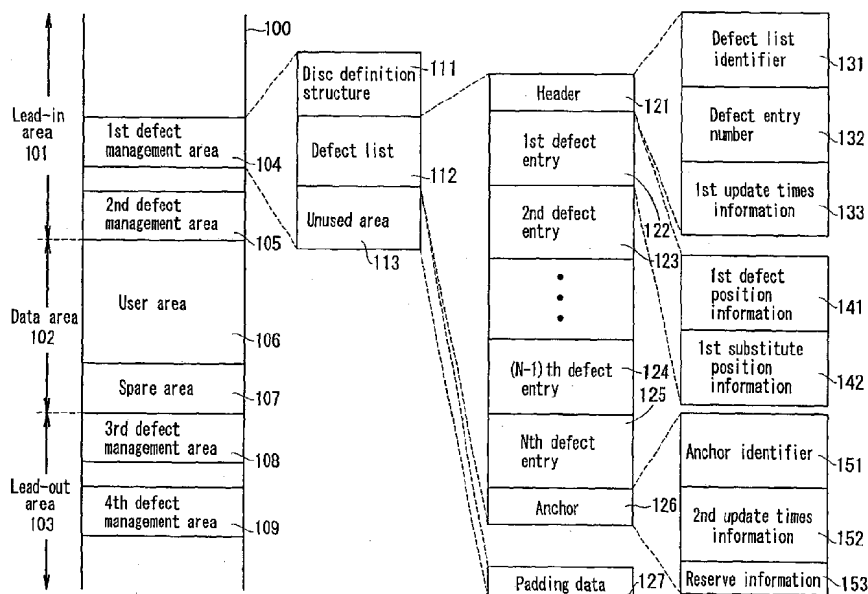 100
Lead-in
area
101
1st defect
management area
104
2nd defect
management area
105
Data area
102
User area
106
Spare area
107
Lead-out
area
103
3rd defect
management area
108
4th defect
management area
109
Disc definition
structure
111
Defect list
112
Unused area
113
Header
121
1st defect
entry
122
2nd defect
entry
123
(N-1)th defect
entry
124
125
Nth defect
entry
Anchor
126
Padding data
127
Defect list
identifier
131
Defect entry
number
132
1st update times
information
133
1st defect
position
information
141
1st substitute
position
information
142
Anchor identifier
151
2nd update times
information
152
Reserve information
153